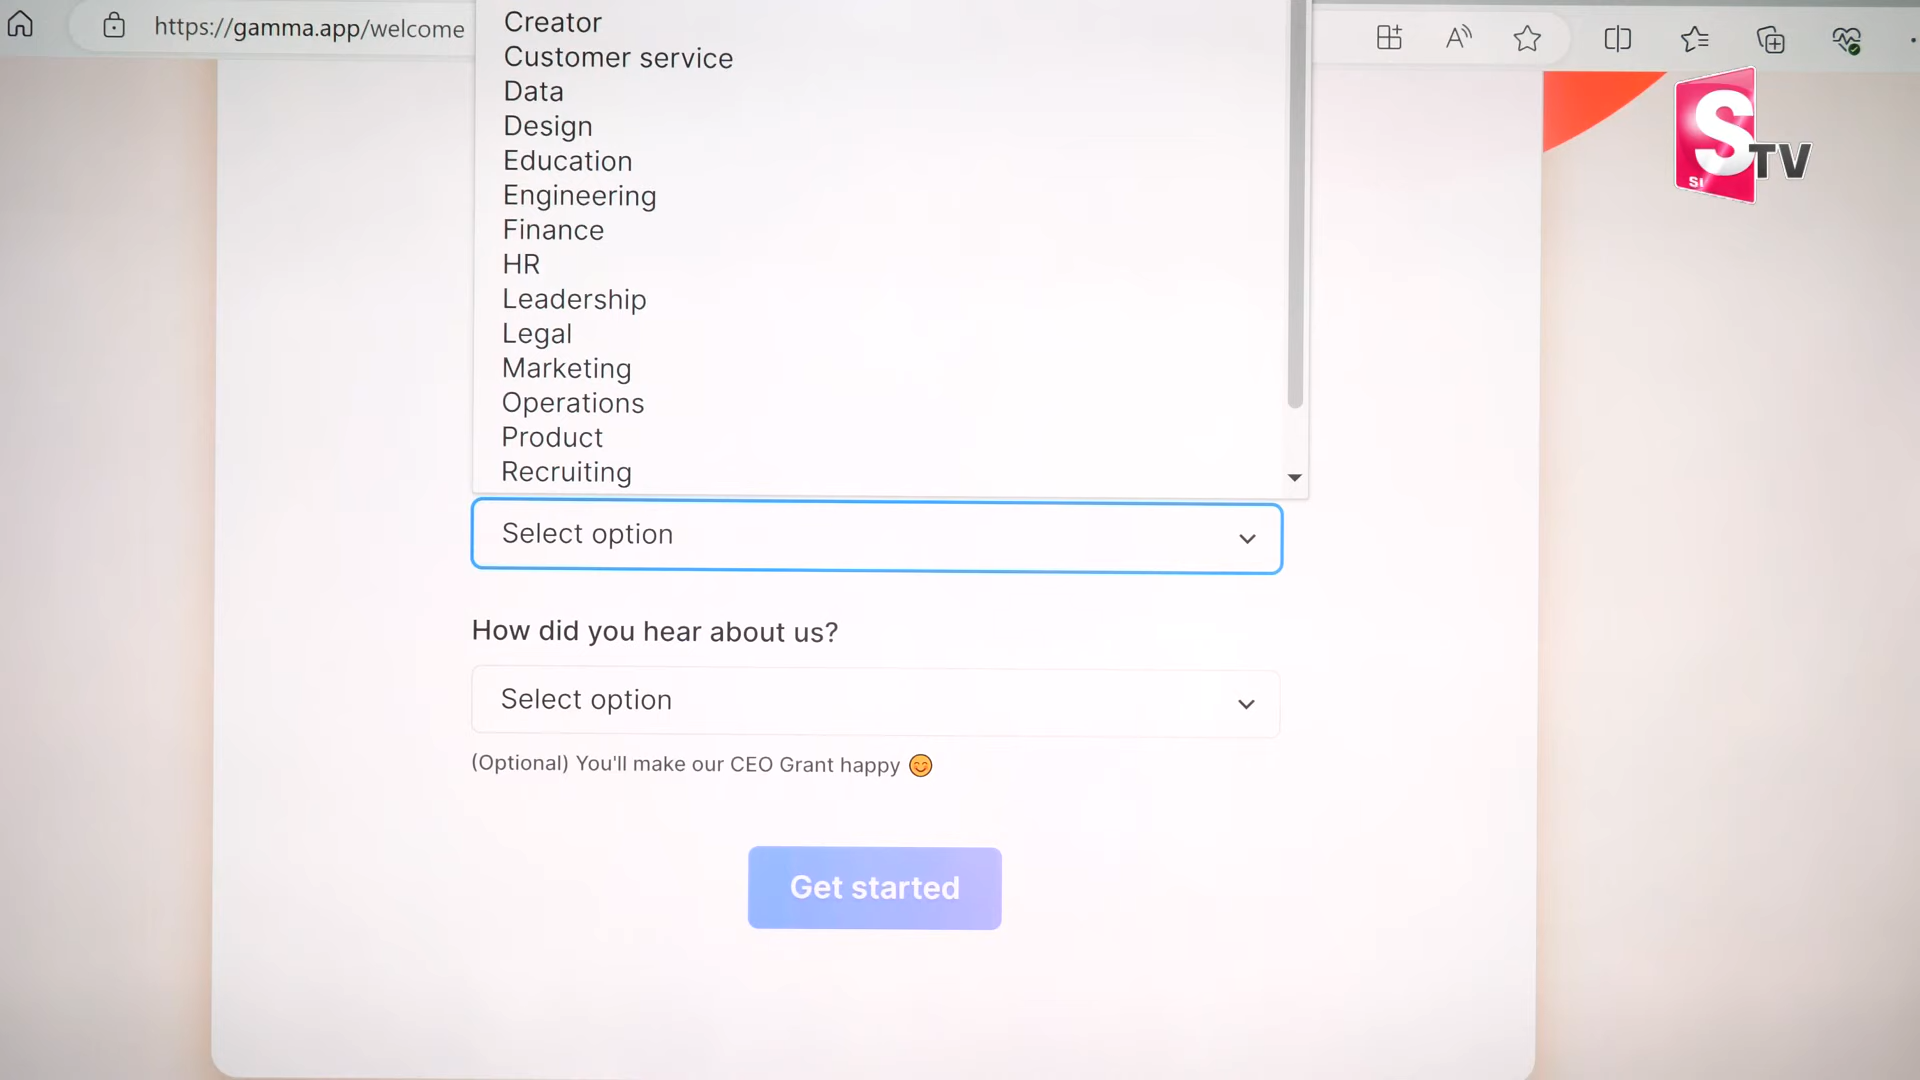 https://gamma.app/welcome
Creator
Customer service
Data
Design
Education
Engineering
Finance
HR
Leadership
Legal
Marketing
Operations
Product
Recruiting
Select option
How did you hear about us?
Select option
(Optional) You'll make our CEO Grant happy 😊
Get started
S TV